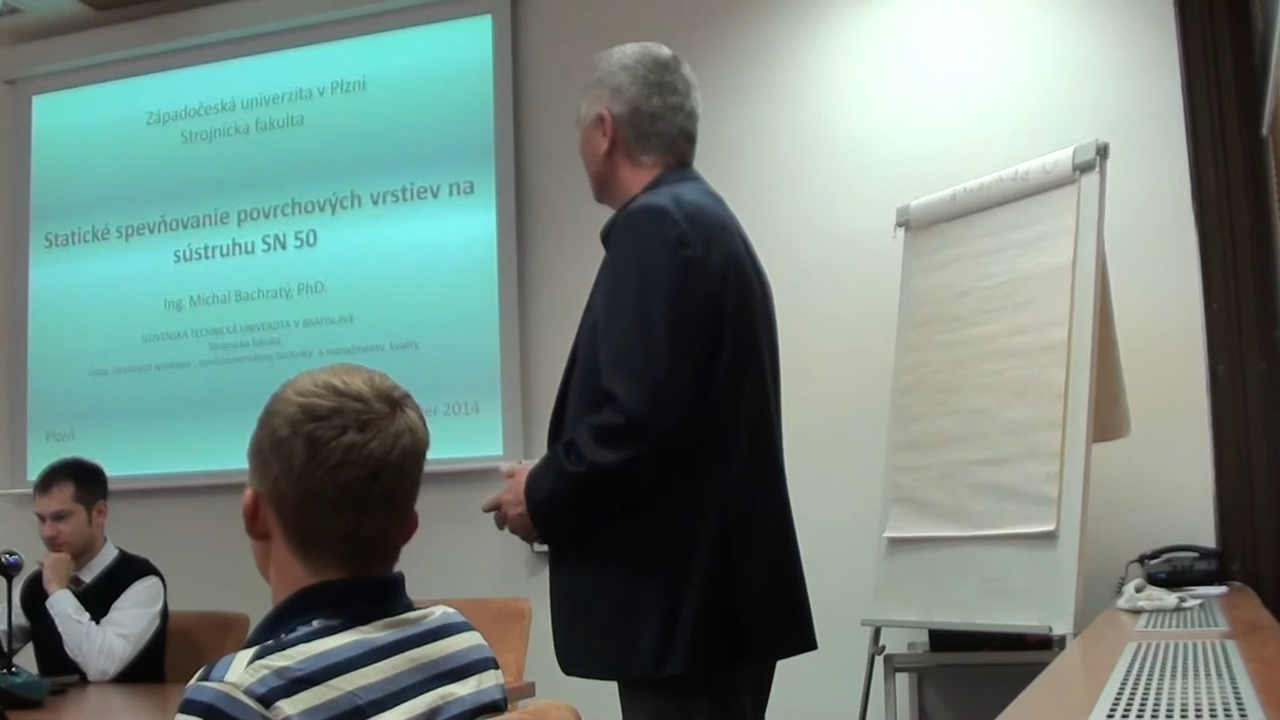 Západočeská univerzita v Plzni
Strojnícka fakulta
Statické spevňovanie povrchových vrstiev na
sústruhu SN 50
Ing. Michal Bachratý, PhD.
SLOVENSKÁ TECHNICKÁ UNIVERZITA V BRATISLAVE
Strojnícka fakulta
2014
Plzeň